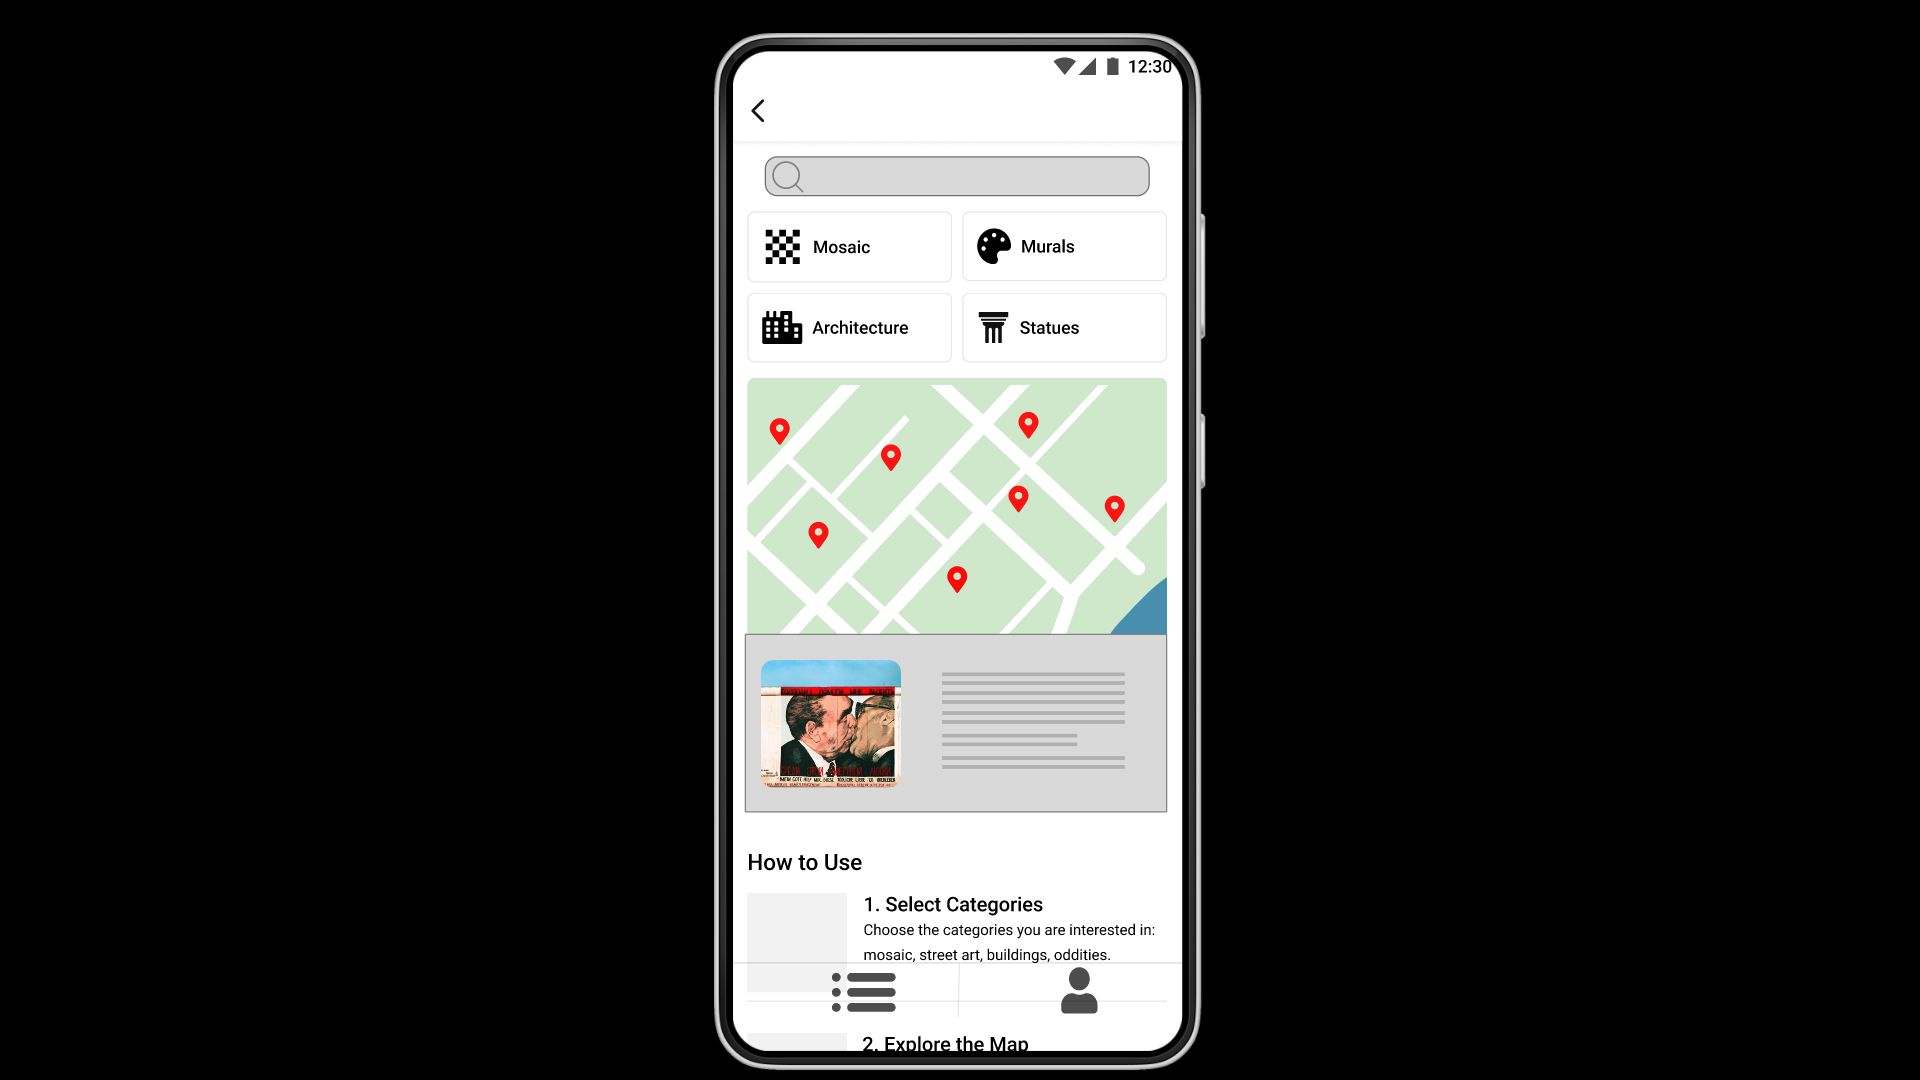 12:30
Mosaic
Murals
Architecture
Statues
How to Use
1. Select Categories
Choose the categories you are interested in:
mosaic, street art, buildings, oddities.
2. Explore the Map